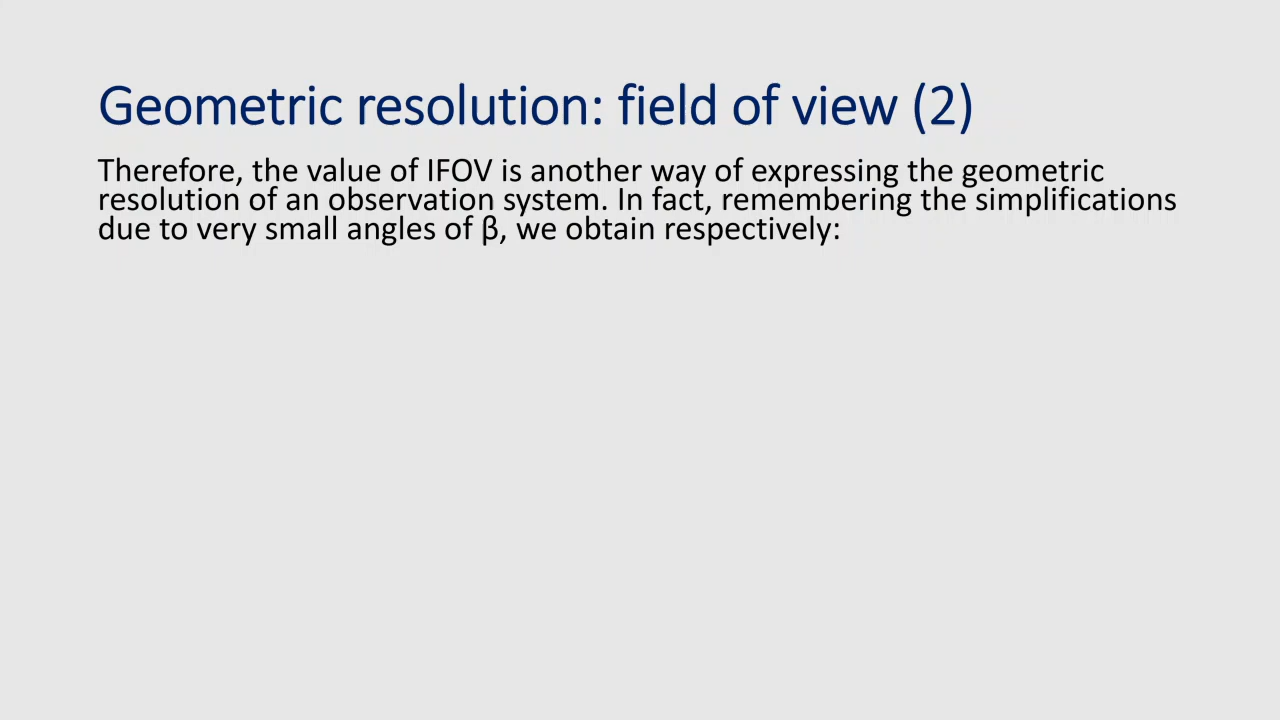 Geometric resolution: field of view (2)
Therefore, the value of IFOV is another way of expressing the geometric
resolution of an observation system. In fact, remembering the simplifications
due to very small angles of β, we obtain respectively: